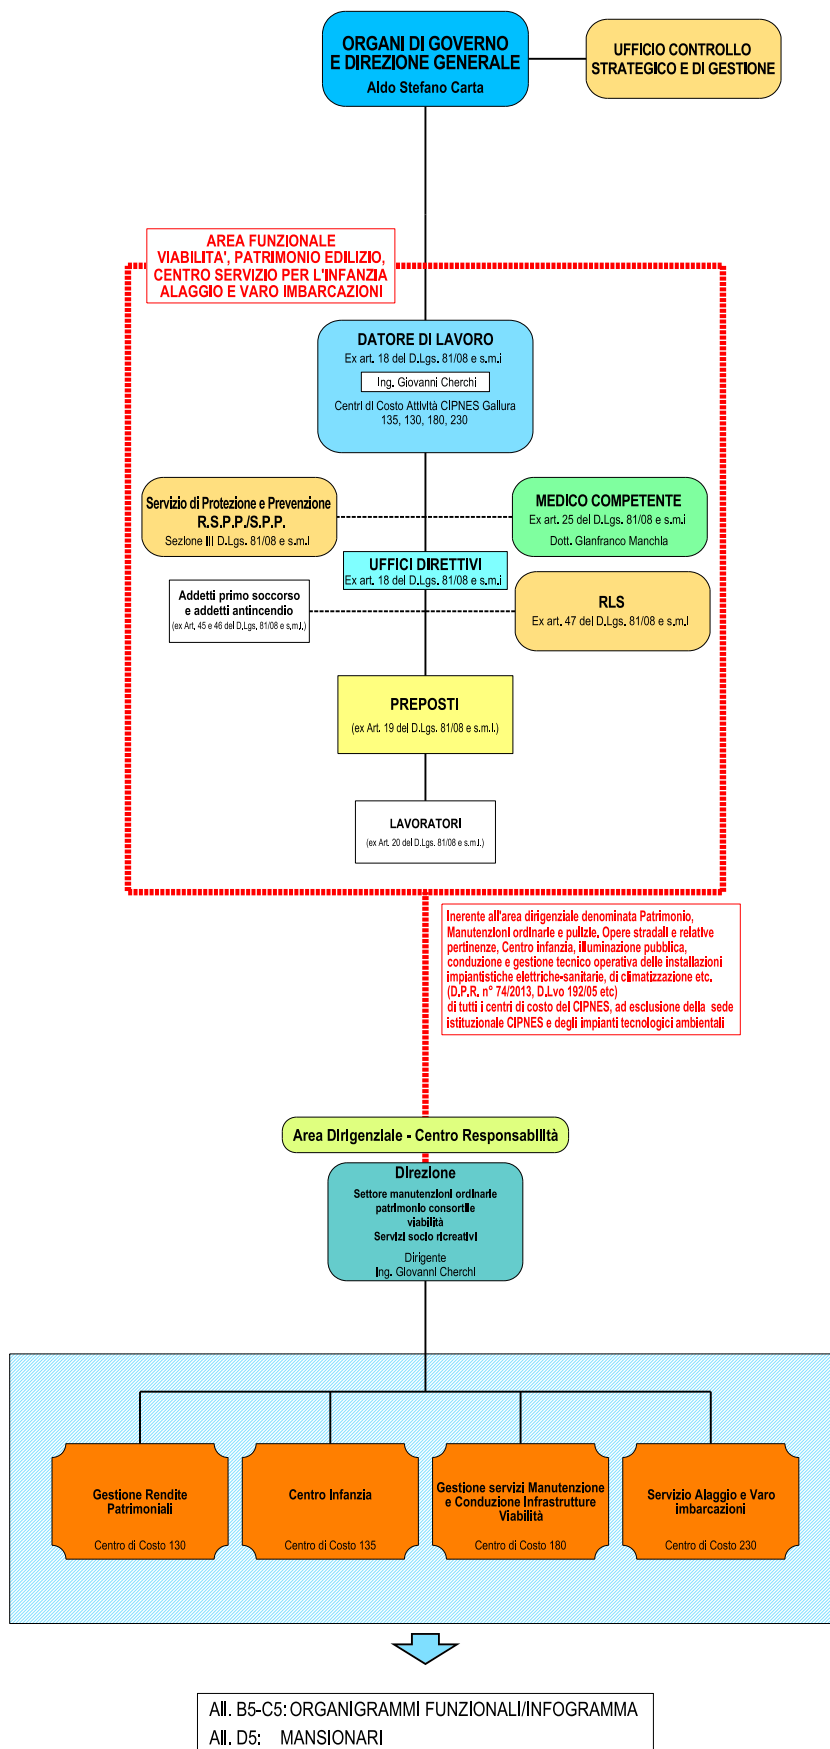 ORGANI DI GOVERNO
E DIREZIONE GENERALE
Aldo Stefano Carta
UFFICIO CONTROLLO
STRATEGICO E DI GESTIONE
AREA FUNZIONALE
VIABILITA', PATRIMONIO EDILIZIO,
CENTRO SERVIZIO PER L'INFANZIA
ALAGGIO E VARO IMBARCAZIONI
DATORE DI LAVORO
Ex art. 18 del D.Lgs. 81/08 e s.m.i
Ing. Giovanni Cherchi
Centri di Costo Attività CIPNES Gallura
135, 130, 180, 230
Servizio di Protezione e Prevenzione
R.S.P.P./S.P.P.
Sezione III D.Lgs. 81/08 e s.m.i
MEDICO COMPETENTE
Ex art. 25 del D.Lgs. 81/08 e s.m.i
Dott. Gianfranco Manchia
UFFICI DIRETTIVI
Ex art. 18 del D.Lgs. 81/08 e s.m.i
Addetti primo soccorso
e addetti antincendio
(ex Art. 45 e 46 del D.Lgs, 81/08 e s.m.i.)
RLS
Ex art. 47 del D.Lgs. 81/08 e s.m.i
PREPOSTI
(ex Art. 19 del D.Lgs. 81/08 e s.m.i.)
LAVORATORI
(ex Art. 20 del D.Lgs. 81/08 e s.m.i.)
Inerente all'area dirigenziale denominata Patrimonio,
Manutenzioni ordinarie e pulizie. Opere stradali e relative
pertinenze, Centro infanzia, illuminazione pubblica,
conduzione e gestione tecnico operativa delle installazioni
impiantistiche elettriche-sanitarie, di climatizzazione etc.
(D.P.R. n° 74/2013, D.Lvo 192/05 etc)
di tutti i centri di costo del CIPNES, ad esclusione della sede
istituzionale CIPNES e degli impianti tecnologici ambientali
Area Dirigenziale - Centro Responsabilità
Direzione
Settore manutenzioni ordinarie
patrimonio consortile
viabilità
Servizi socio ricreativi
Dirigente
Ing. Giovanni Cherchi
Gestione Rendite
Patrimoniali
Centro di Costo 130
Centro Infanzia
Centro di Costo 135
Gestione servizi Manutenzione
e Conduzione Infrastrutture
Viabilità
Centro di Costo 180
Servizio Alaggio e Varo
imbarcazioni
Centro di Costo 230
All. B5-C5: ORGANIGRAMMI FUNZIONALI/INFOGRAMMA
All. D5: MANSIONARI